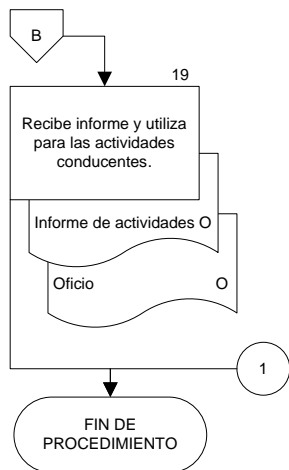 B
19
Recibe informe y utiliza
para las actividades
conducentes.
Informe de actividades O
Oficio O
1
FIN DE
PROCEDIMIENTO